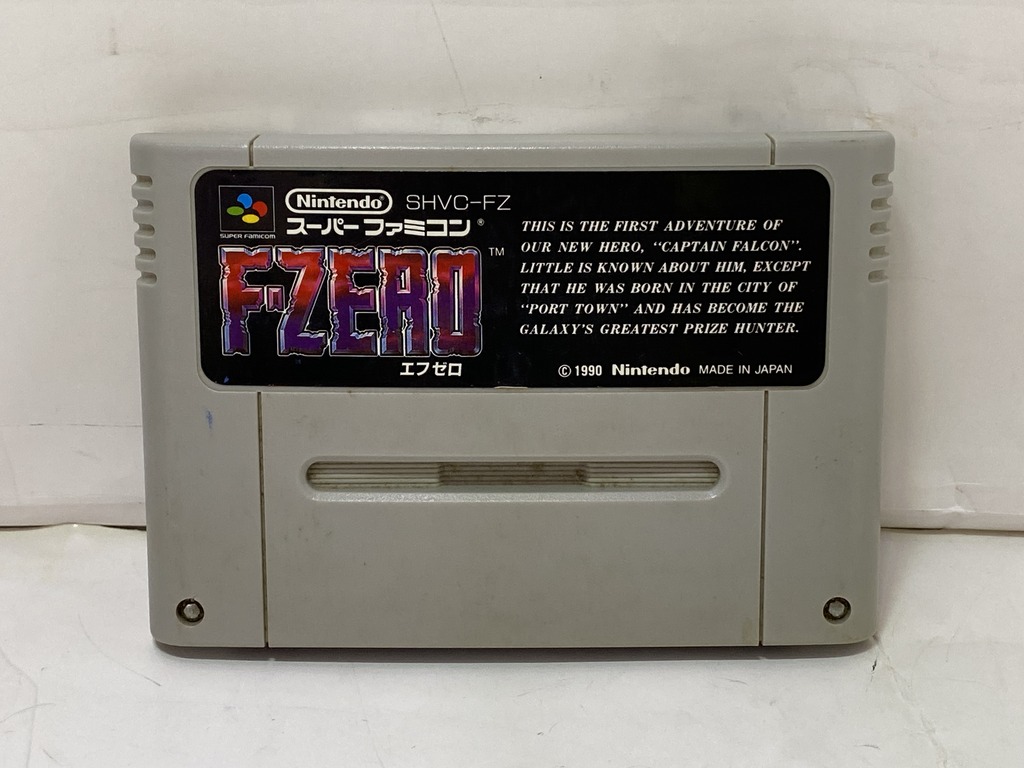 SUPER FAMICOM
Nintendo® SHVC-FZ
スーパーファミコン®
F-ZERO™
エフゼロ
THIS IS THE FIRST ADVENTURE OF
OUR NEW HERO, "CAPTAIN FALCON".
LITTLE IS KNOWN ABOUT HIM, EXCEPT
THAT HE WAS BORN IN THE CITY OF
"PORT TOWN" AND HAS BECOME THE
GALAXY'S GREATEST PRIZE HUNTER.
© 1990 Nintendo MADE IN JAPAN